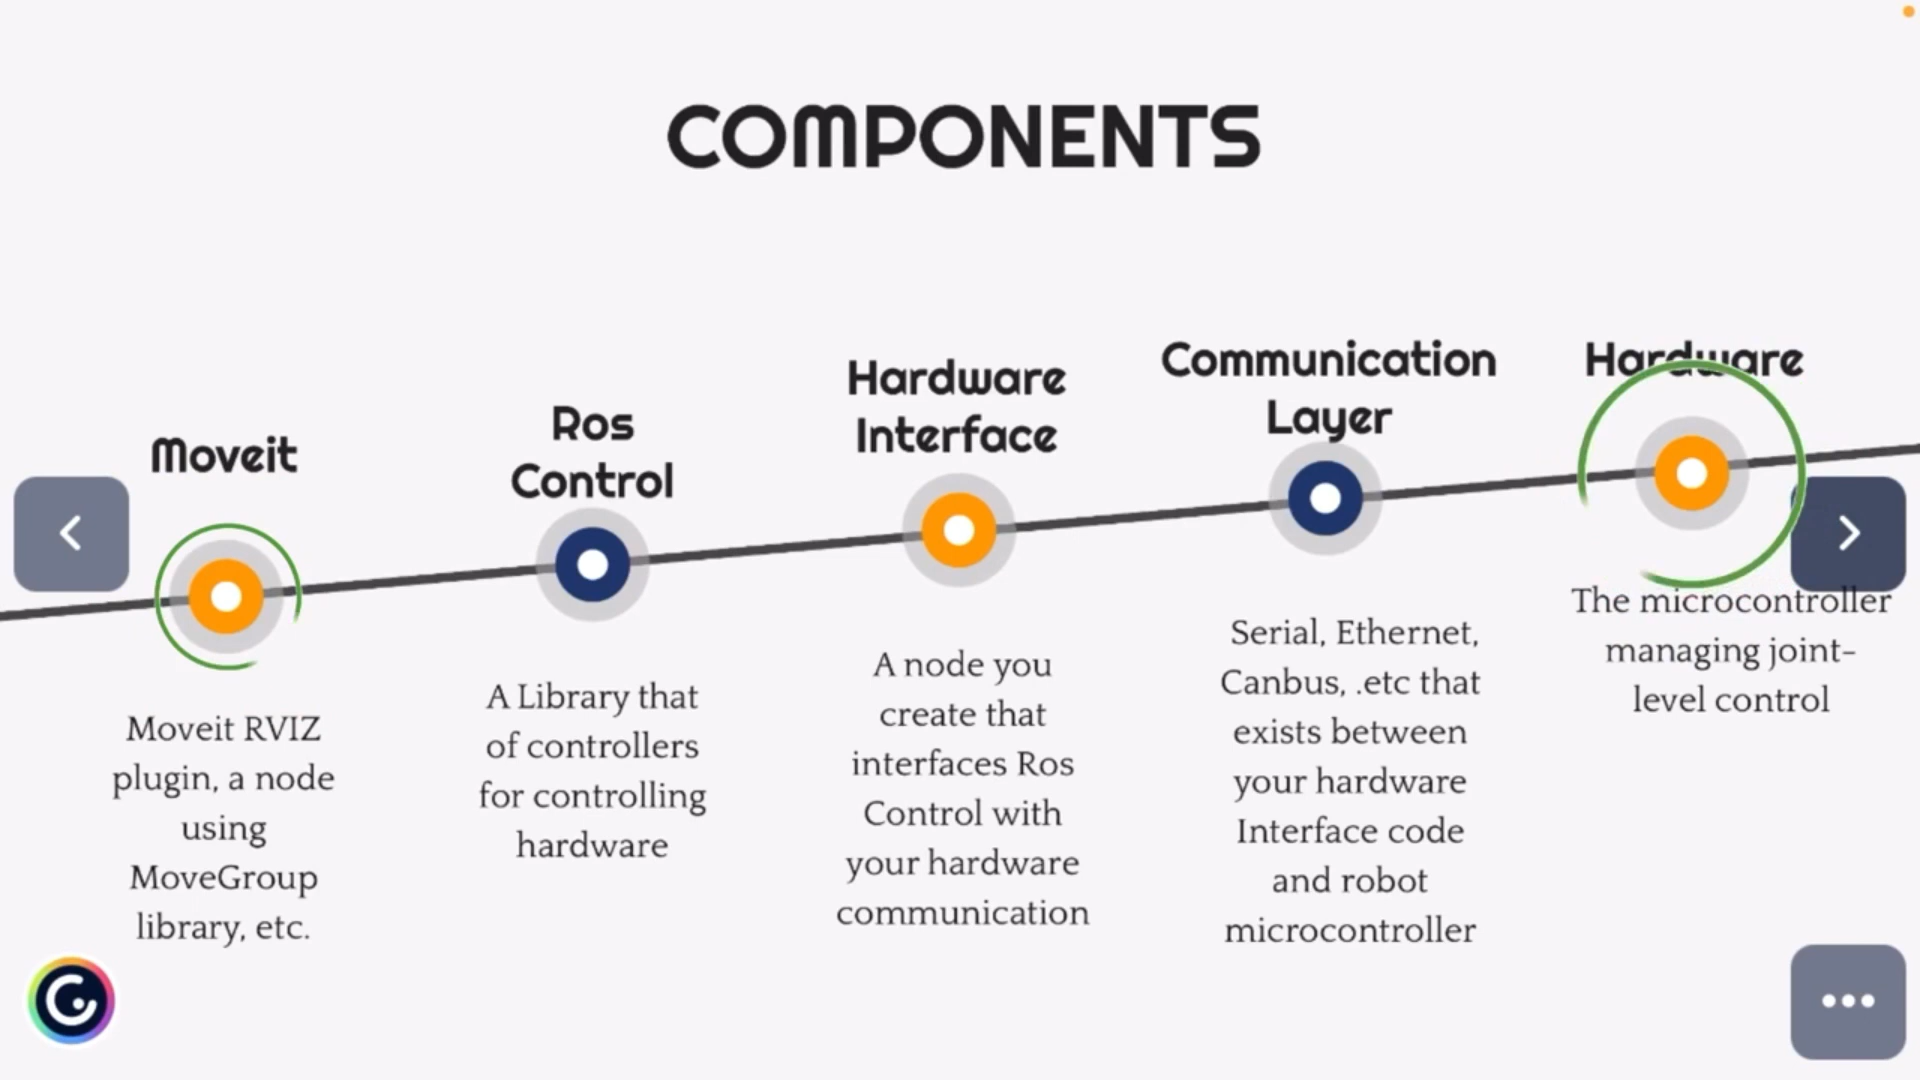 COMPONENTS
Moveit
Moveit RVIZ
plugin, a node
using
MoveGroup
library, etc.
Ros
Control
A Library that
of controllers
for controlling
hardware
Hardware
Interface
A node you
create that
interfaces Ros
Control with
your hardware
communication
Communication
Layer
Serial, Ethernet,
Canbus, .etc that
exists between
your hardware
Interface code
and robot
microcontroller
Hardware
The microcontroller
managing joint-
level control